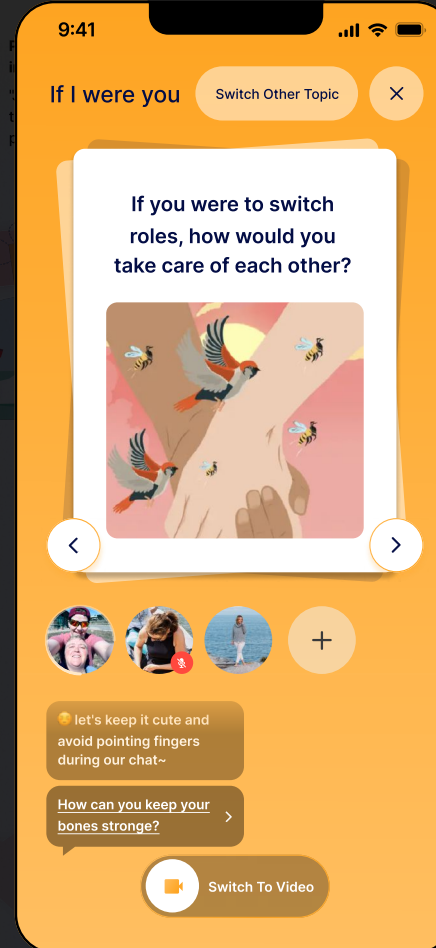 9:41
If I were you
Switch Other Topic
If you were to switch
roles, how would you
take care of each other?
let's keep it cute and
avoid pointing fingers
during our chat~
How can you keep your
bones stronge?
Switch To Video